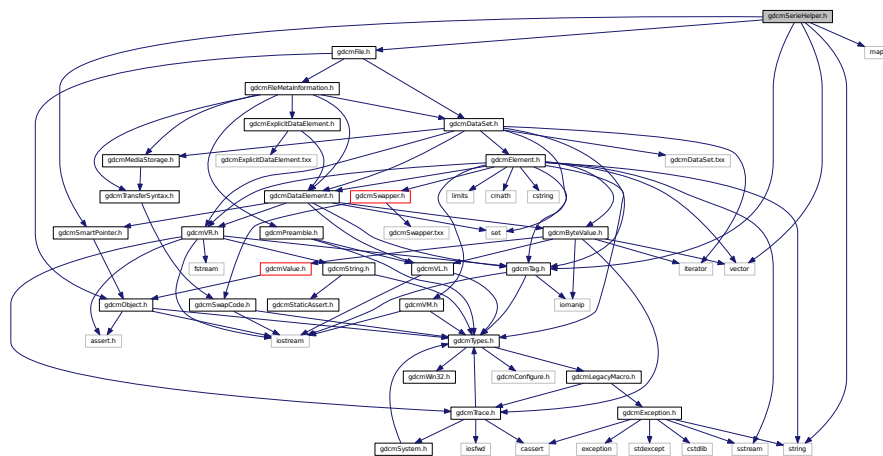 gdcmSerieHelper.h
gdcmFile.h
map
gdcmFileMetaInformation.h
gdcmExplicitDataElement.h
gdcmDataSet.h
gdcmMediaStorage.h
gdcmExplicitDataElement.txx
gdcmElement.h
gdcmDataSet.txx
gdcmTransferSyntax.h
gdcmDataElement.h
gdcmSwapper.h
limits
cmath
cstring
gdcmSmartPointer.h
gdcmVR.h
gdcmPreamble.h
gdcmSwapper.txx
set
gdcmByteValue.h
fstream
gdcmValue.h
gdcmString.h
gdcmVL.h
gdcmTag.h
iterator
vector
gdcmObject.h
gdcmSwapCode.h
gdcmStaticAssert.h
gdcmVM.h
iomanip
assert.h
iostream
gdcmTypes.h
gdcmWin32.h
gdcmConfigure.h
gdcmLegacyMacro.h
gdcmTrace.h
gdcmException.h
gdcmSystem.h
iosfwd
cassert
exception
stdexcept
cstdlib
sstream
string